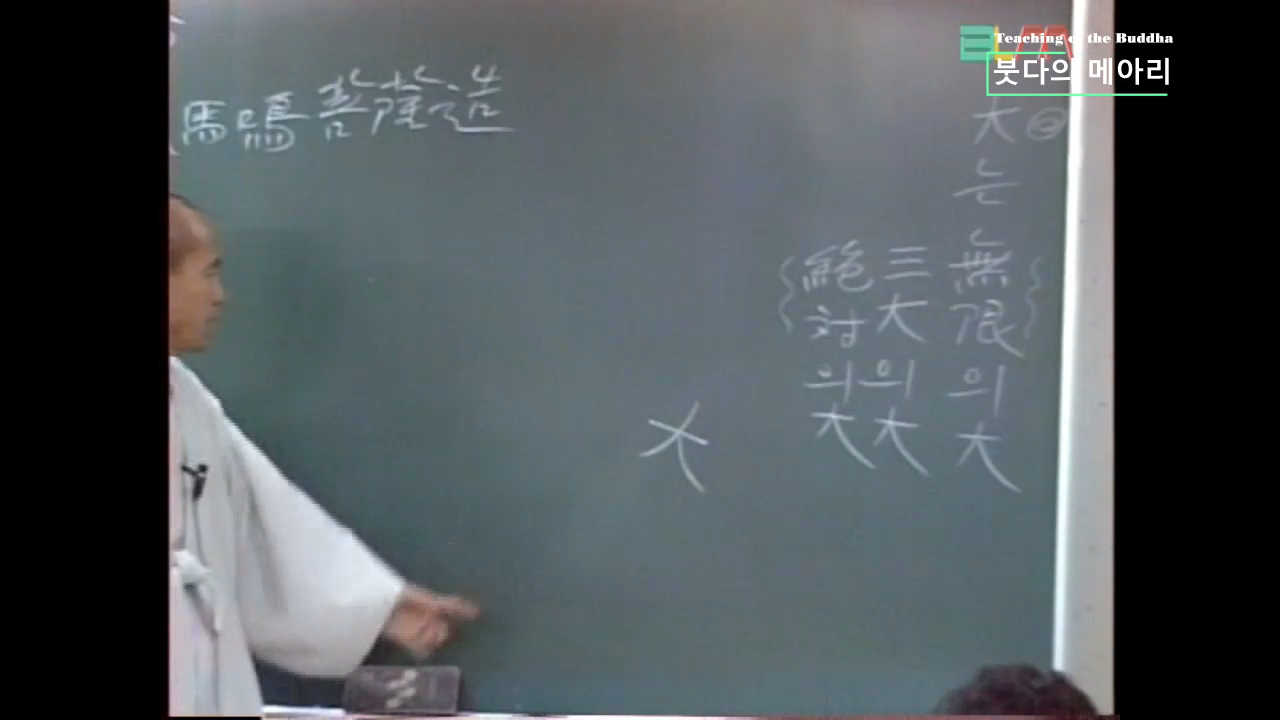 Teaching of the Buddha
붓다의 메아리
馬鳴菩薩造
大는
無限의大
三大의大
絶対의大
大